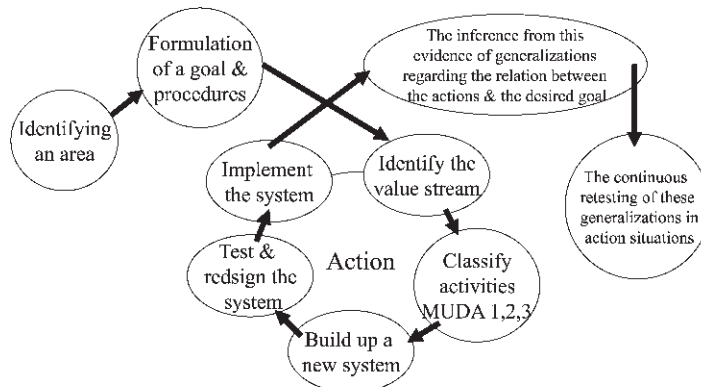 Identifying
an area
Formulation
of a goal &
procedures
The inference from this
evidence of generalizations
regarding the relation between
the actions & the desired goal
The continuous
retesting of these
generalizations in
action situations
Implement
the system
Identify the
value stream
Action
Test &
redsign the
system
Classify
activities
MUDA 1,2,3
Build up a
new system